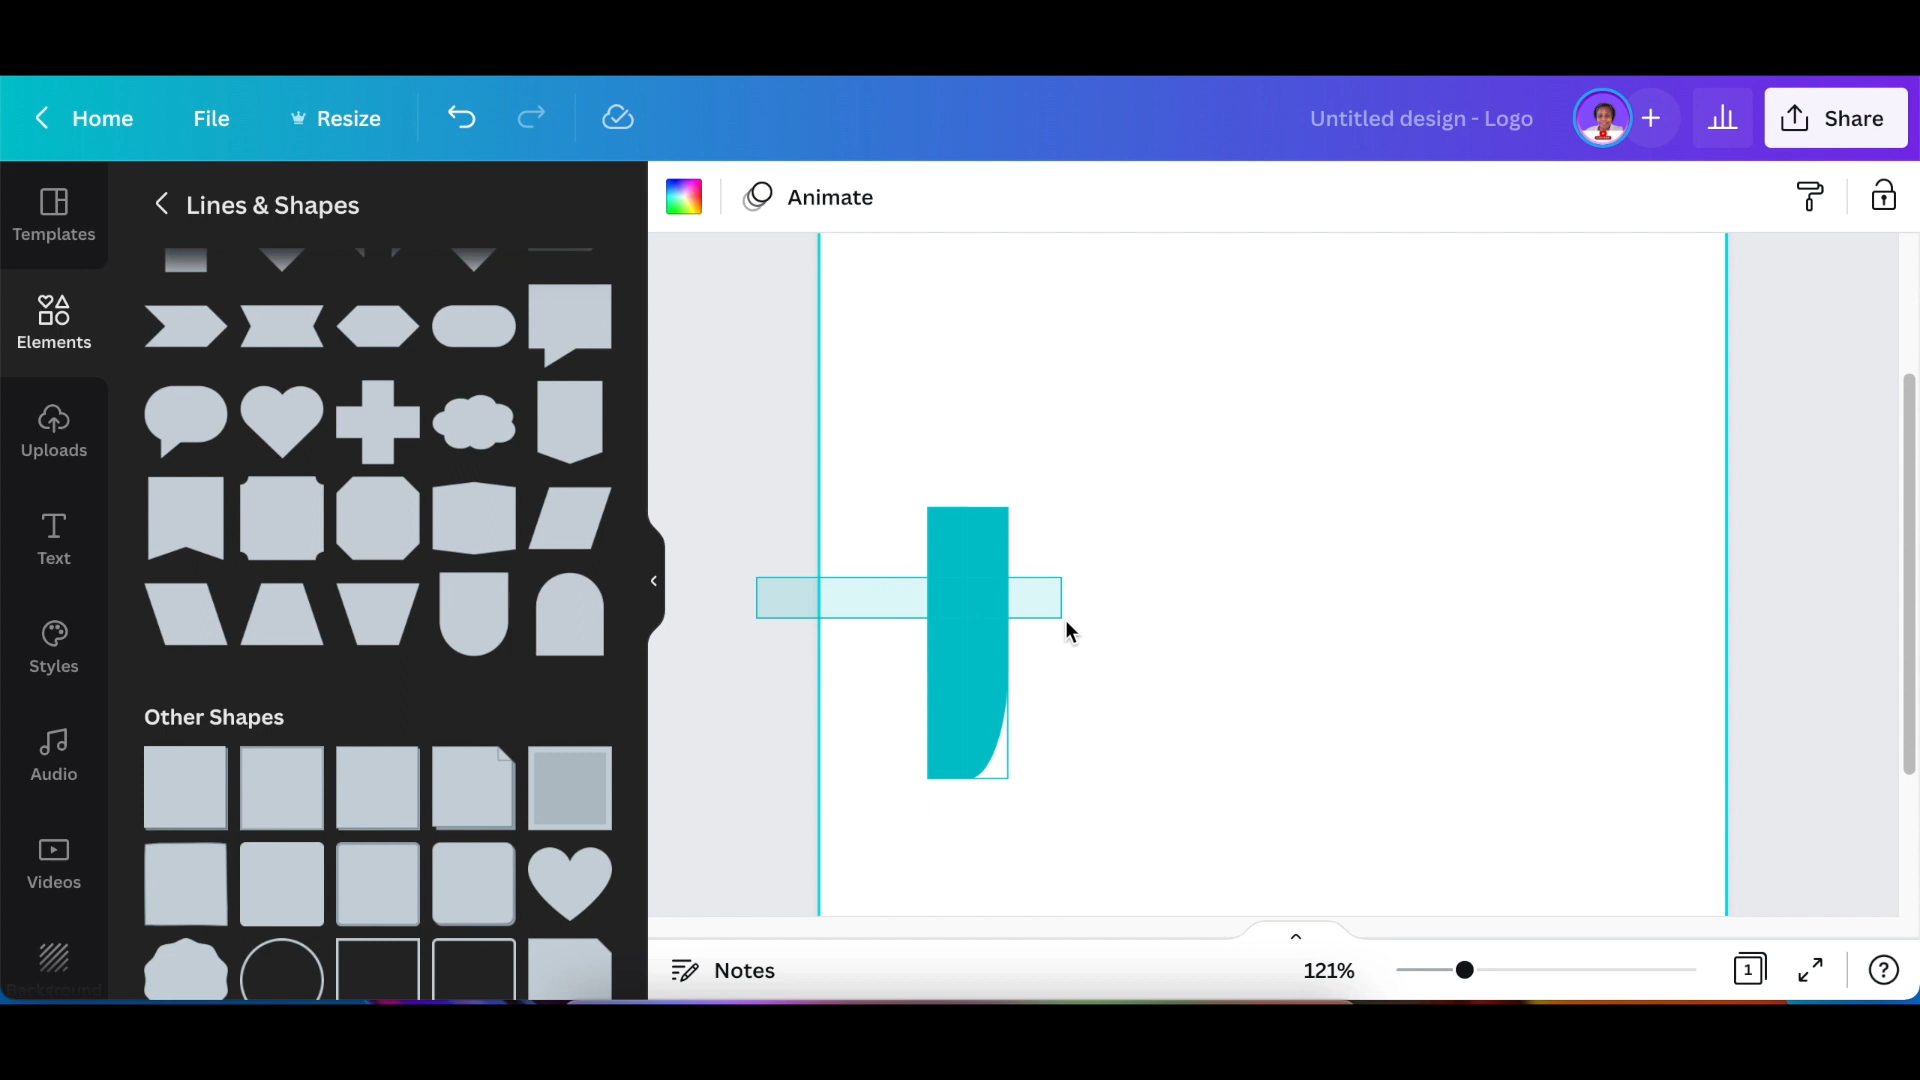 Home File Resize Untitled design - Logo Share
Templates
Elements
Uploads
Text
Styles
Audio
Videos
Background
Lines & Shapes
Other Shapes
Animate
Notes 121% 1 ?